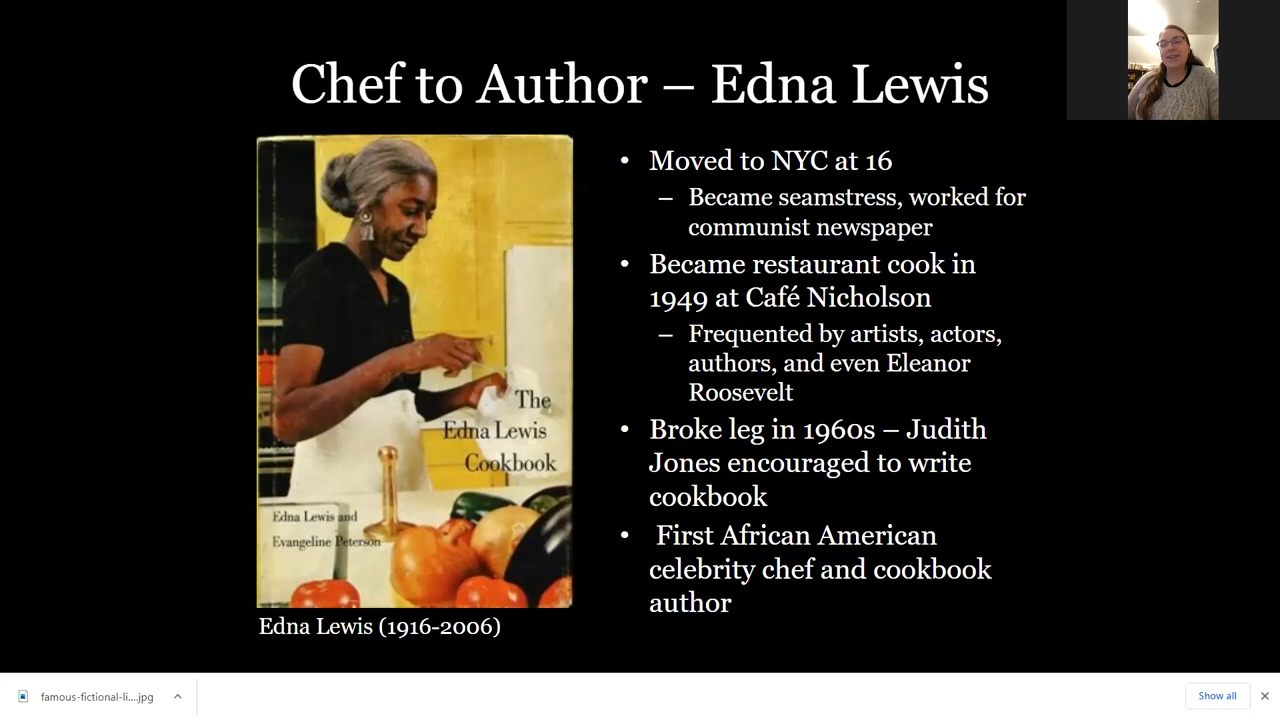 Chef to Author – Edna Lewis
The
Edna Lewis
Cookbook
Edna Lewis and
Evangeline Peterson
Edna Lewis (1916-2006)
• Moved to NYC at 16
– Became seamstress, worked for
communist newspaper
• Became restaurant cook in
1949 at Café Nicholson
– Frequented by artists, actors,
authors, and even Eleanor
Roosevelt
• Broke leg in 1960s – Judith
Jones encouraged to write
cookbook
• First African American
celebrity chef and cookbook
author
famous-fictional-li....jpg
Show all